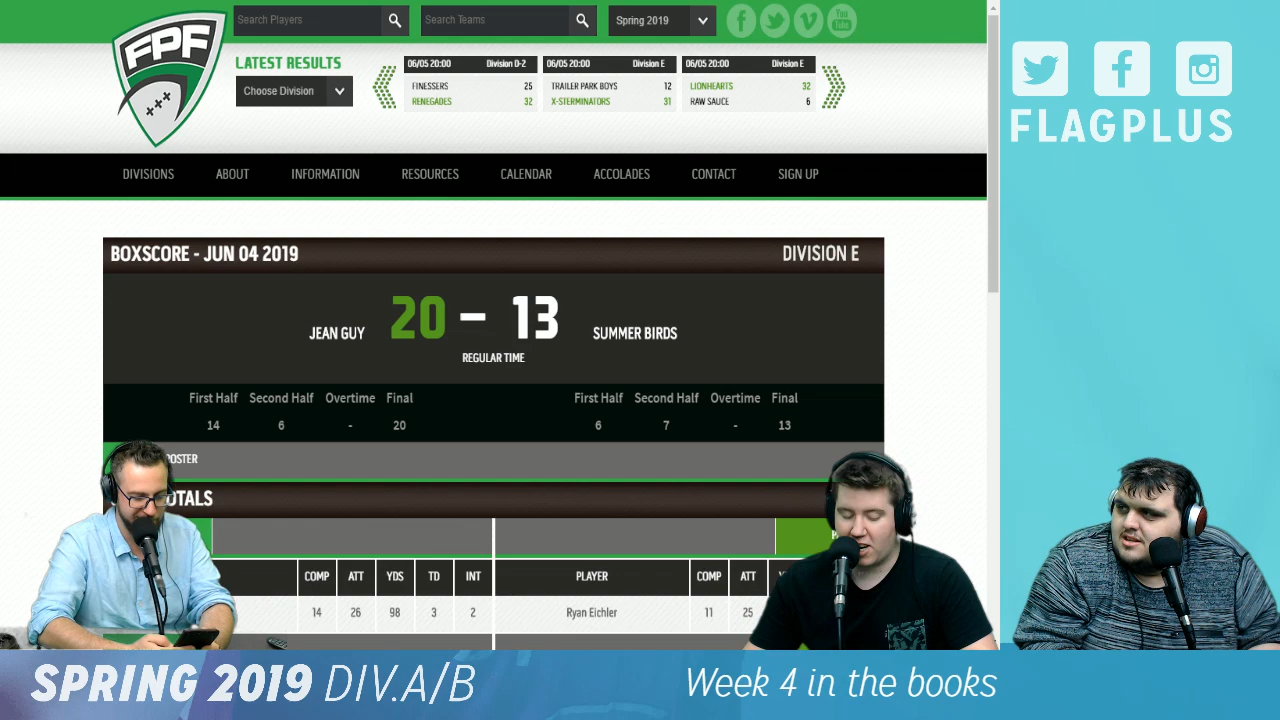 Search Players
Search Teams
Spring 2019
f
You
Tube
FPF
LATEST RESULTS
Choose Division
06/05 20:00 Division D-2
FINESSERS 25
RENEGADES 32
06/05 20:00 Division E
TRAILER PARK BOYS 12
X-STERMINATORS 31
06/05 20:00 Division E
LIONHEARTS 32
RAW SAUCE 6
FLAGPLUS
DIVISIONS ABOUT INFORMATION RESOURCES CALENDAR ACCOLADES CONTACT SIGN UP
BOXSCORE - JUN 04 2019 DIVISION E
JEAN GUY 20 – 13 SUMMER BIRDS
REGULAR TIME
First Half Second Half Overtime Final First Half Second Half Overtime Final
14 6 - 20 6 7 - 13
COMP ATT YDS TD INT PLAYER COMP ATT
14 26 98 3 2 Ryan Eichler 11 25
SPRING 2019 DIV.A/B
Week 4 in the books